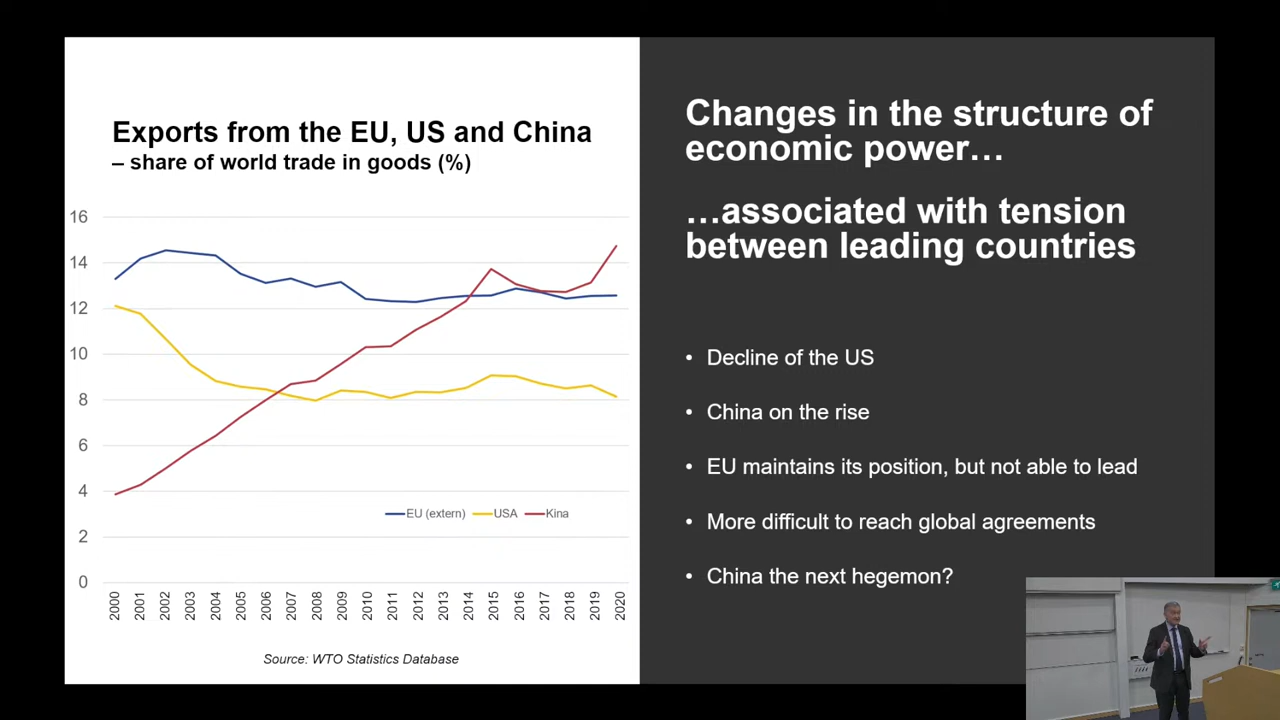 Exports from the EU, US and China
– share of world trade in goods (%)
16
14
12
10
8
6
4
2
0
EU (extern) USA Kina
2000 2001 2002 2003 2004 2005 2006 2007 2008 2009 2010 2011 2012 2013 2014 2015 2016 2017 2018 2019 2020
Source: WTO Statistics Database
Changes in the structure of
economic power…
…associated with tension
between leading countries
• Decline of the US
• China on the rise
• EU maintains its position, but not able to lead
• More difficult to reach global agreements
• China the next hegemon?